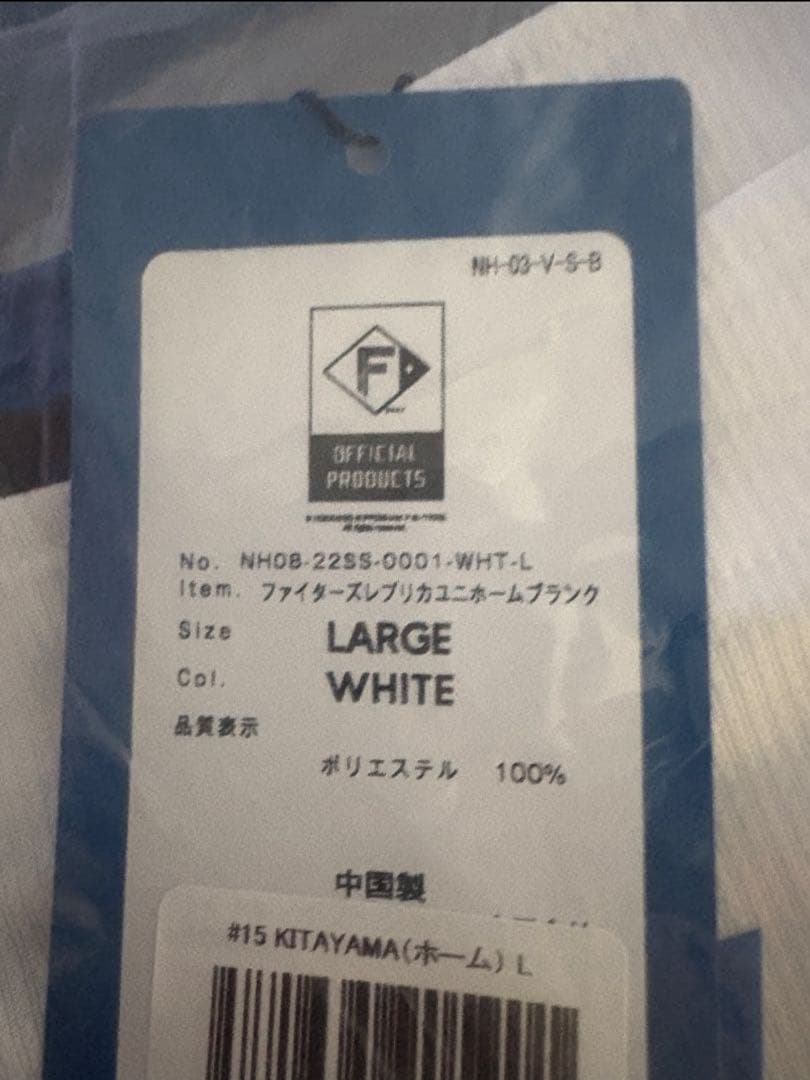 NH-03-V-S-B
F
OFFICIAL
PRODUCTS
No. NH08-22SS-0001-WHT-L
Item. ファイターズレプリカユニホームブランク
Size LARGE
Col. WHITE
品質表示
ポリエステル 100%
中国製
#15 KITAYAMA(ホーム) L